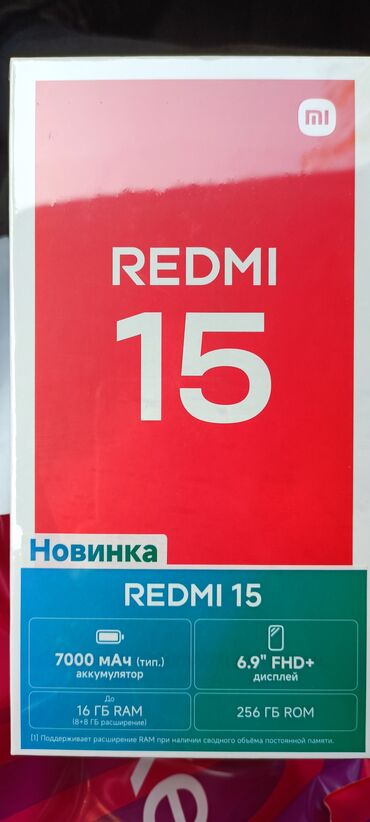 mi
REDMI
15
Новинка
REDMI 15
7000 мАч (тип.)
аккумулятор
6.9" FHD+
дисплей
До
16 ГБ RAM
(8+8 ГБ расширение)
256 ГБ ROM
[1] Поддерживает расширение RAM при наличии сводного объёма постоянной памяти.